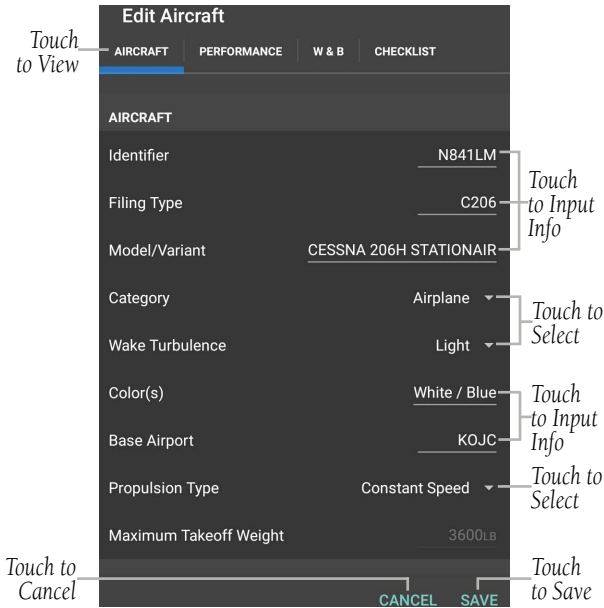 Edit Aircraft
Touch
to View
AIRCRAFT PERFORMANCE W & B CHECKLIST
AIRCRAFT
Identifier N841LM
Filing Type C206
Model/Variant CESSNA 206H STATIONAIR
Touch
to Input
Info
Category Airplane
Wake Turbulence Light
Touch to
Select
Color(s) White / Blue
Base Airport KOJC
Touch
to Input
Info
Propulsion Type Constant Speed
Touch to
Select
Maximum Takeoff Weight 3600LB
Touch to
Cancel
CANCEL SAVE
Touch
to Save